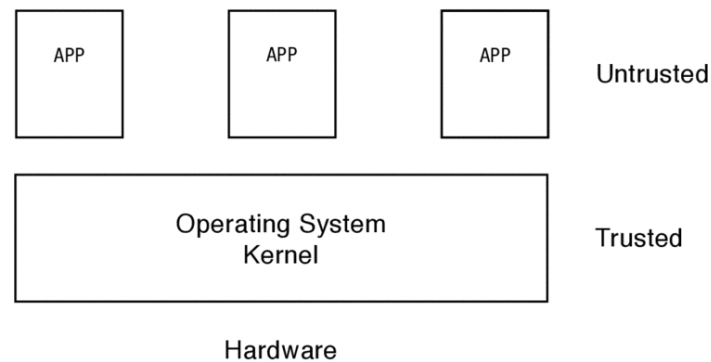 APP
APP
APP
Untrusted
Operating System
Kernel
Trusted
Hardware